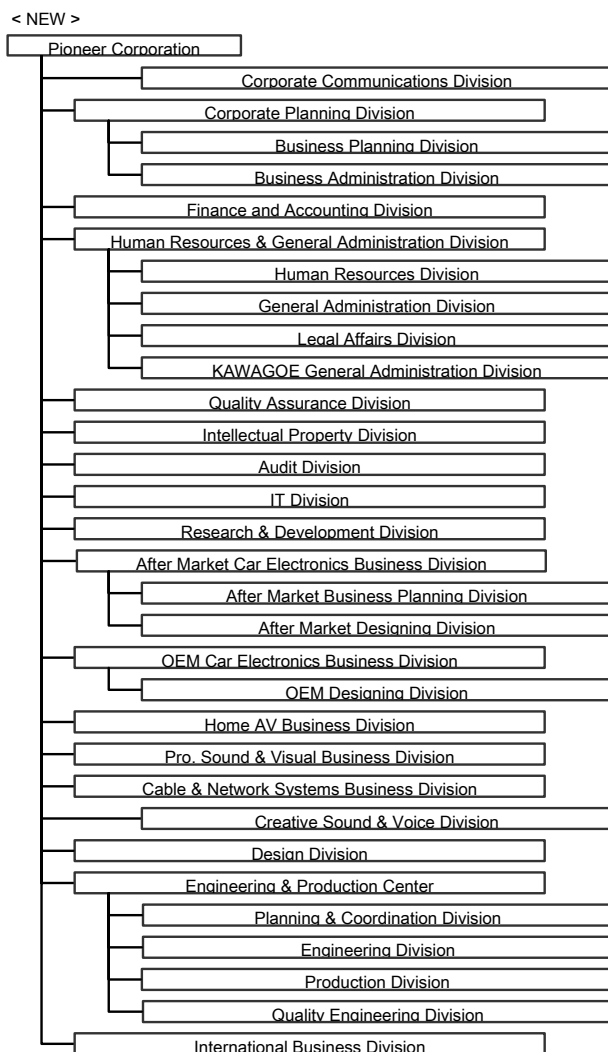 < NEW >
Pioneer Corporation
Corporate Communications Division
Corporate Planning Division
Business Planning Division
Business Administration Division
Finance and Accounting Division
Human Resources & General Administration Division
Human Resources Division
General Administration Division
Legal Affairs Division
KAWAGOE General Administration Division
Quality Assurance Division
Intellectual Property Division
Audit Division
IT Division
Research & Development Division
After Market Car Electronics Business Division
After Market Business Planning Division
After Market Designing Division
OEM Car Electronics Business Division
OEM Designing Division
Home AV Business Division
Pro. Sound & Visual Business Division
Cable & Network Systems Business Division
Creative Sound & Voice Division
Design Division
Engineering & Production Center
Planning & Coordination Division
Engineering Division
Production Division
Quality Engineering Division
International Business Division